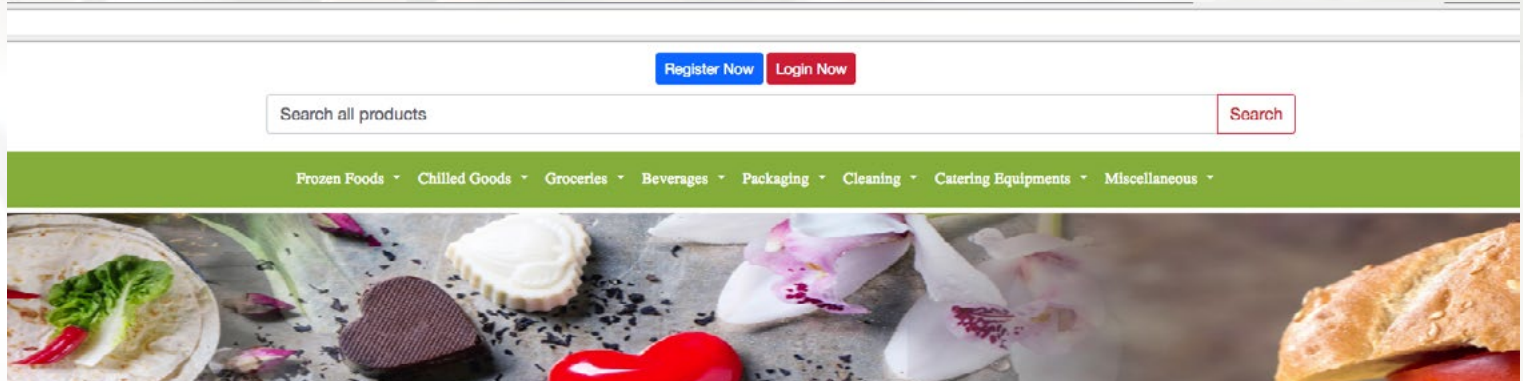 Register Now Login Now
Search all products Search
Frozen Foods Chilled Goods Groceries Beverages Packaging Cleaning Catering Equipments Miscellaneous